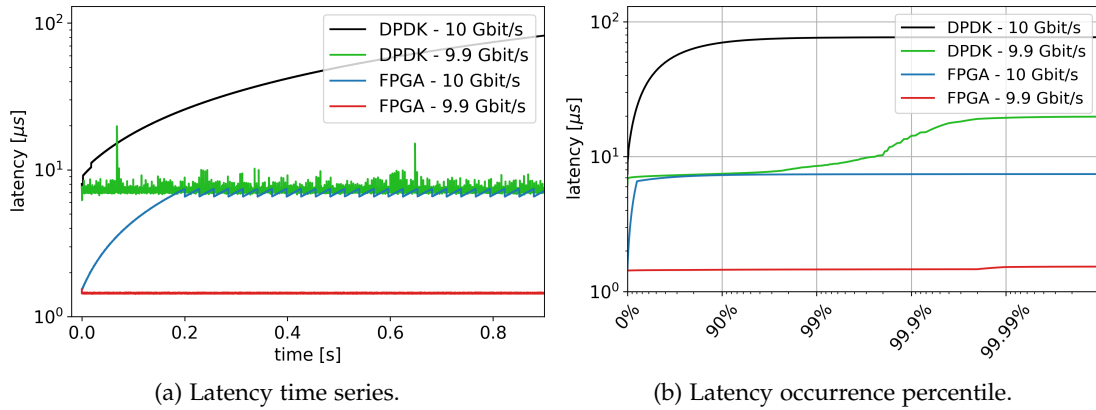 DPDK - 10 Gbit/s
DPDK - 9.9 Gbit/s
FPGA - 10 Gbit/s
FPGA - 9.9 Gbit/s
latency [μs]
10²
10¹
10⁰
0.0 0.2 0.4 0.6 0.8
time [s]
(a) Latency time series.
DPDK - 10 Gbit/s
DPDK - 9.9 Gbit/s
FPGA - 10 Gbit/s
FPGA - 9.9 Gbit/s
latency [μs]
10²
10¹
10⁰
0% 90% 99% 99.9% 99.99%
(b) Latency occurrence percentile.